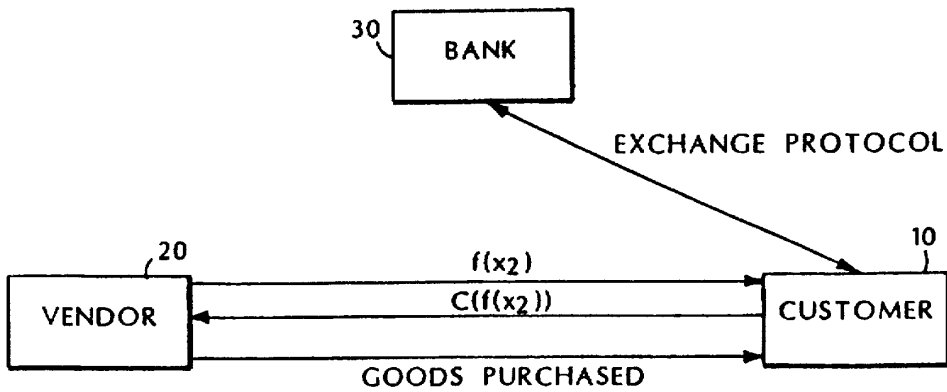 30
BANK
EXCHANGE PROTOCOL
20
10
f(x₂)
VENDOR
C(f(x₂))
CUSTOMER
GOODS PURCHASED